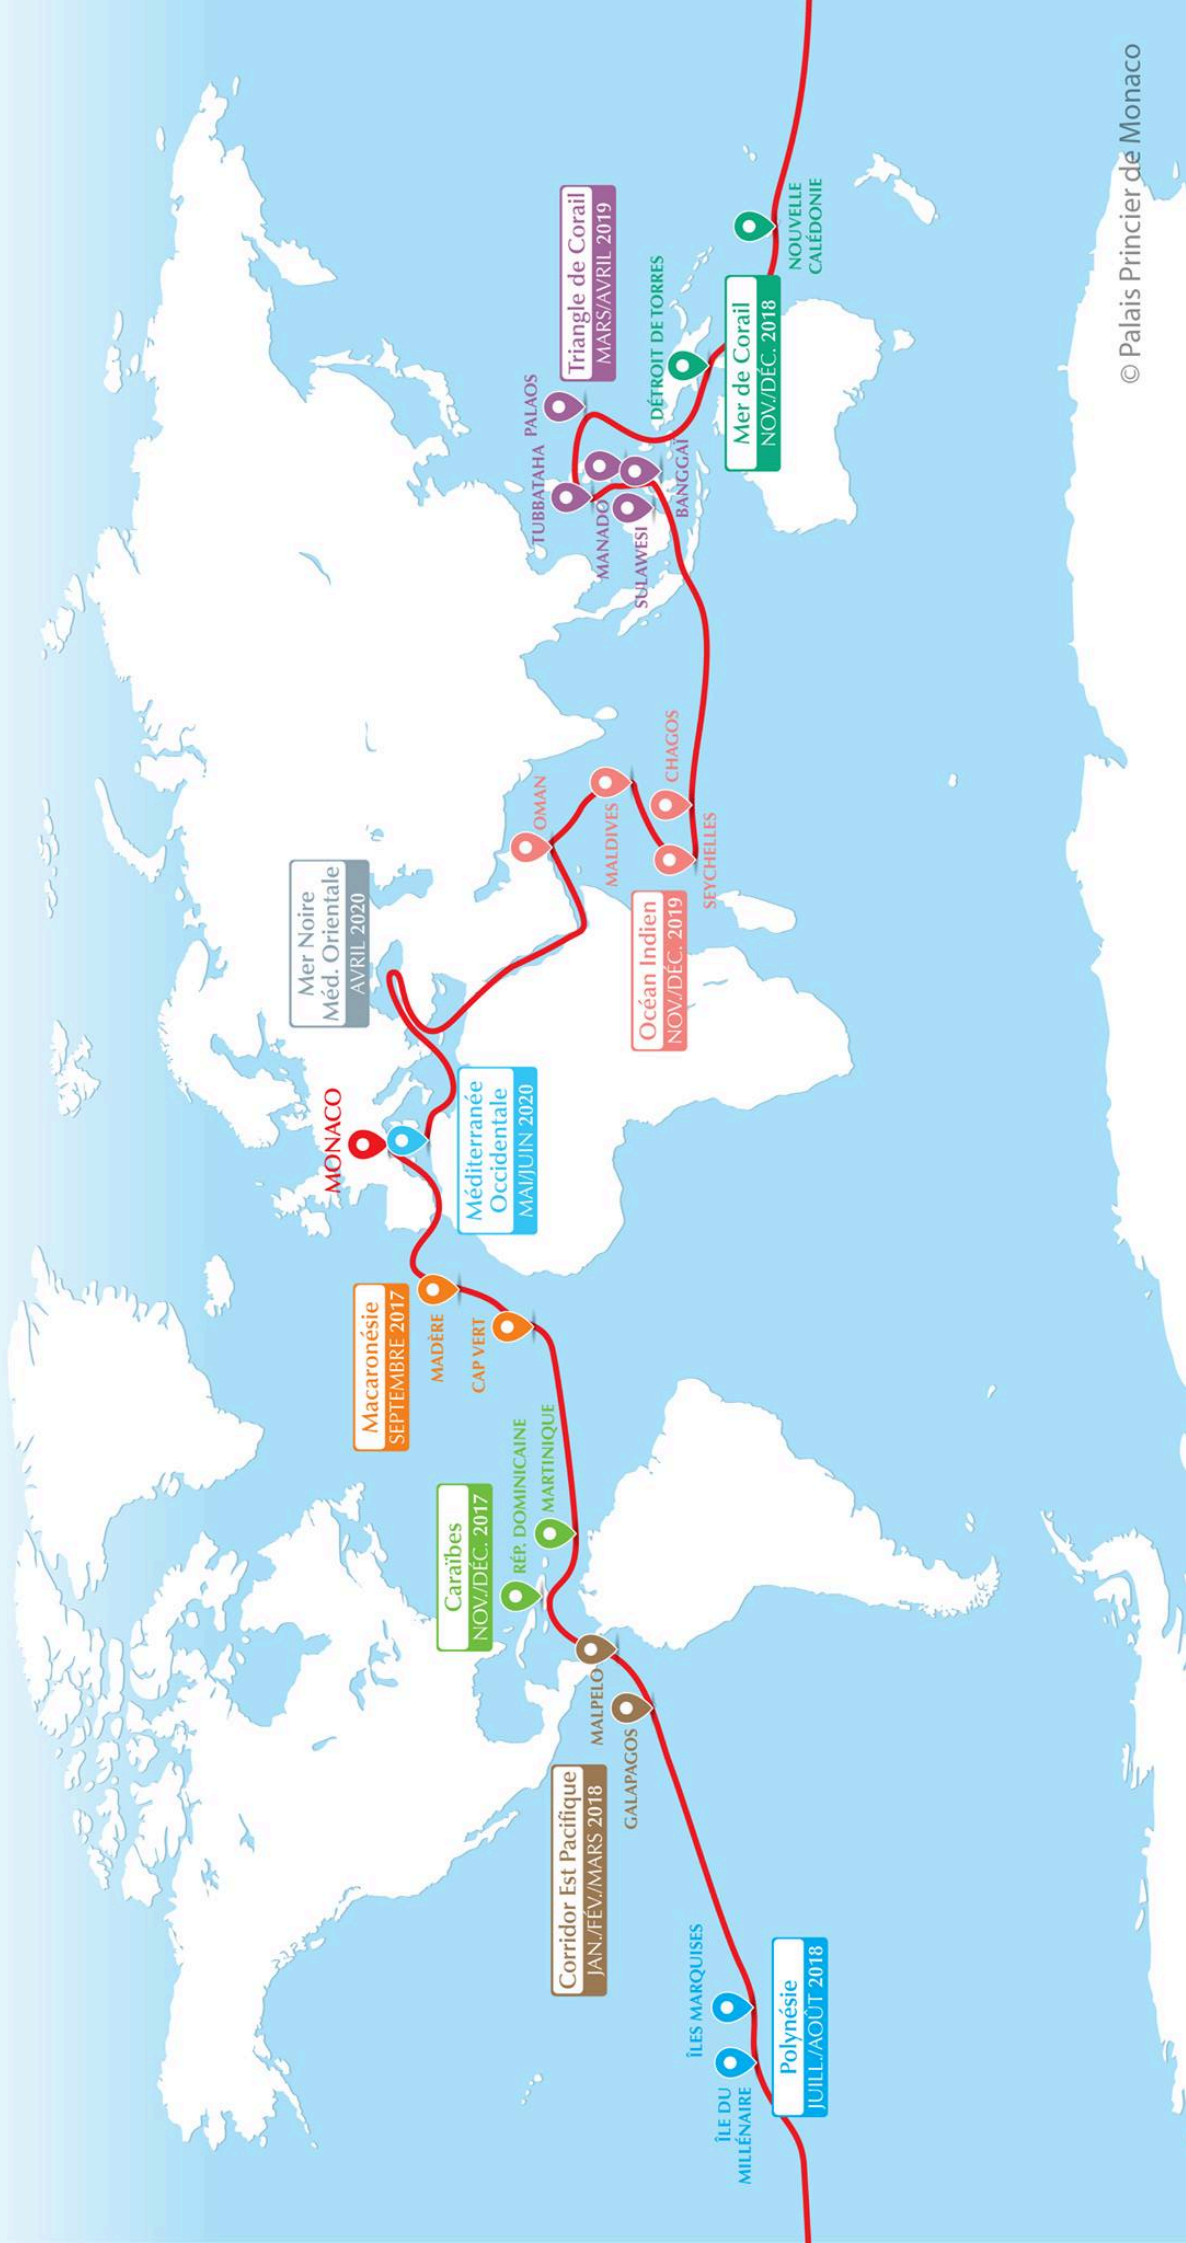 Mer Noire
Méd. Orientale
AVRIL 2020
MONACO
Méditerranée
Occidentale
MAI/JUIN 2020
Macaronésie
SEPTEMBRE 2017
MADÈRE
CAP VERT
Caraïbes
NOV./DÉC. 2017
RÉP. DOMINICAINE
MARTINIQUE
Corridor Est Pacifique
JAN./FÉV./MARS 2018
MALPELO
GALAPAGOS
ÎLES MARQUISES
ÎLE DU
MILLÉNAIRE
Polynésie
JUILL./AOÛT 2018
OMAN
MALDIVES
CHAGOS
SEYCHELLES
Océan Indien
NOV./DÉC. 2019
Triangle de Corail
MARS/AVRIL 2019
PALAOS
TUBBATAHA
MANADO
SULAWESI
BANGGAÏ
DÉTROIT DE TORRES
Mer de Corail
NOV./DÉC. 2018
NOUVELLE
CALÉDONIE
© Palais Princier de Monaco